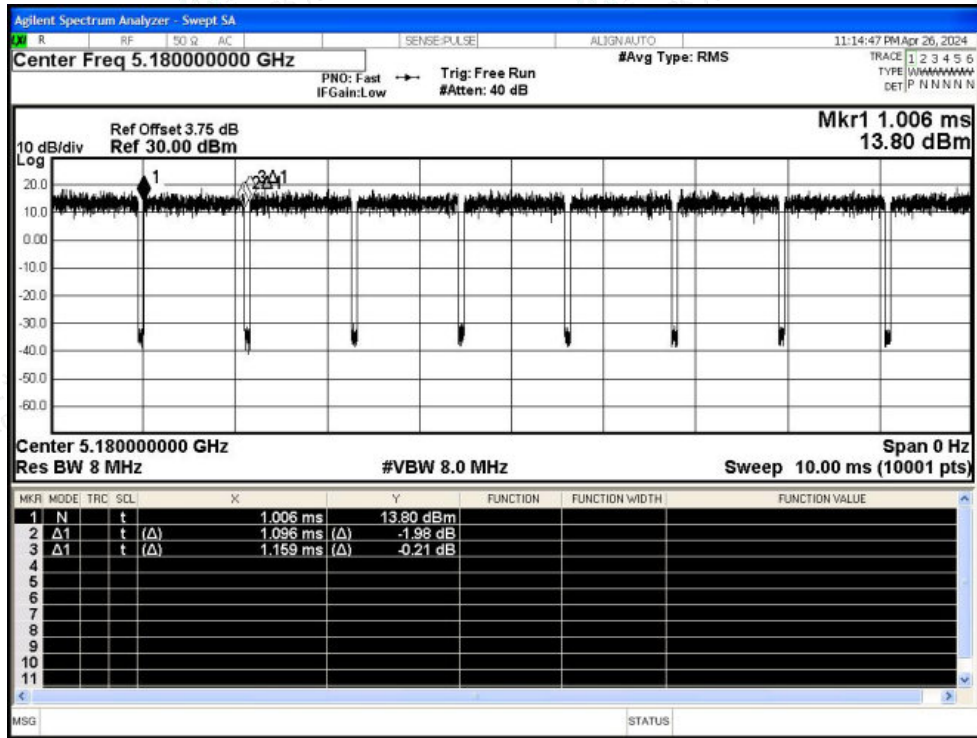 Agilent Spectrum Analyzer - Swept SA
LXI R RF 50 Ω AC SENSE:PULSE ALIGNAUTO 11:14:47 PM Apr 26, 2024
Center Freq 5.180000000 GHz
PNO: Fast
IFGain:Low
Trig: Free Run
#Atten: 40 dB
#Avg Type: RMS
TRACE 1 2 3 4 5 6
TYPE WWWWWW
DET P N N N N N
Mkr1 1.006 ms
13.80 dBm
Ref Offset 3.75 dB
10 dB/div Ref 30.00 dBm
Log
1
3Δ1
20.0
10.0
0.00
-10.0
-20.0
-30.0
-40.0
-50.0
-60.0
Center 5.180000000 GHz Span 0 Hz
Res BW 8 MHz #VBW 8.0 MHz Sweep 10.00 ms (10001 pts)
MKR MODE TRC SCL X Y FUNCTION FUNCTION WIDTH FUNCTION VALUE
1 N t 1.006 ms 13.80 dBm
2 Δ1 t (Δ) 1.096 ms (Δ) -1.98 dB
3 Δ1 t (Δ) 1.159 ms (Δ) -0.21 dB
4
5
6
7
8
9
10
11
MSG STATUS